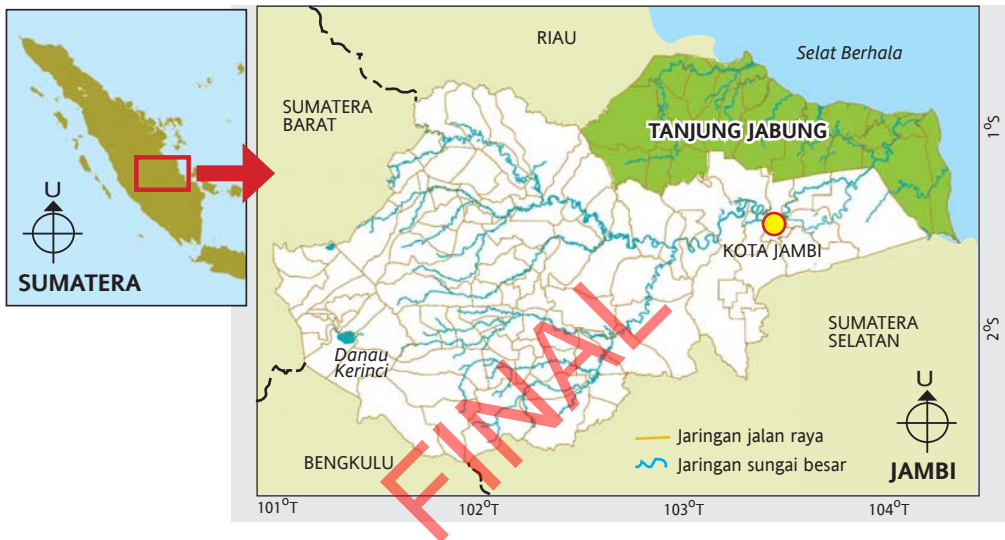 U
SUMATERA
RIAU
Selat Berhala
SUMATERA
BARAT
TANJUNG JABUNG
1°S
KOTA JAMBI
2°S
SUMATERA
SELATAN
Danau
Kerinci
FINAL
U
Jaringan jalan raya
Jaringan sungai besar
BENGKULU
JAMBI
101°T
102°T
103°T
104°T